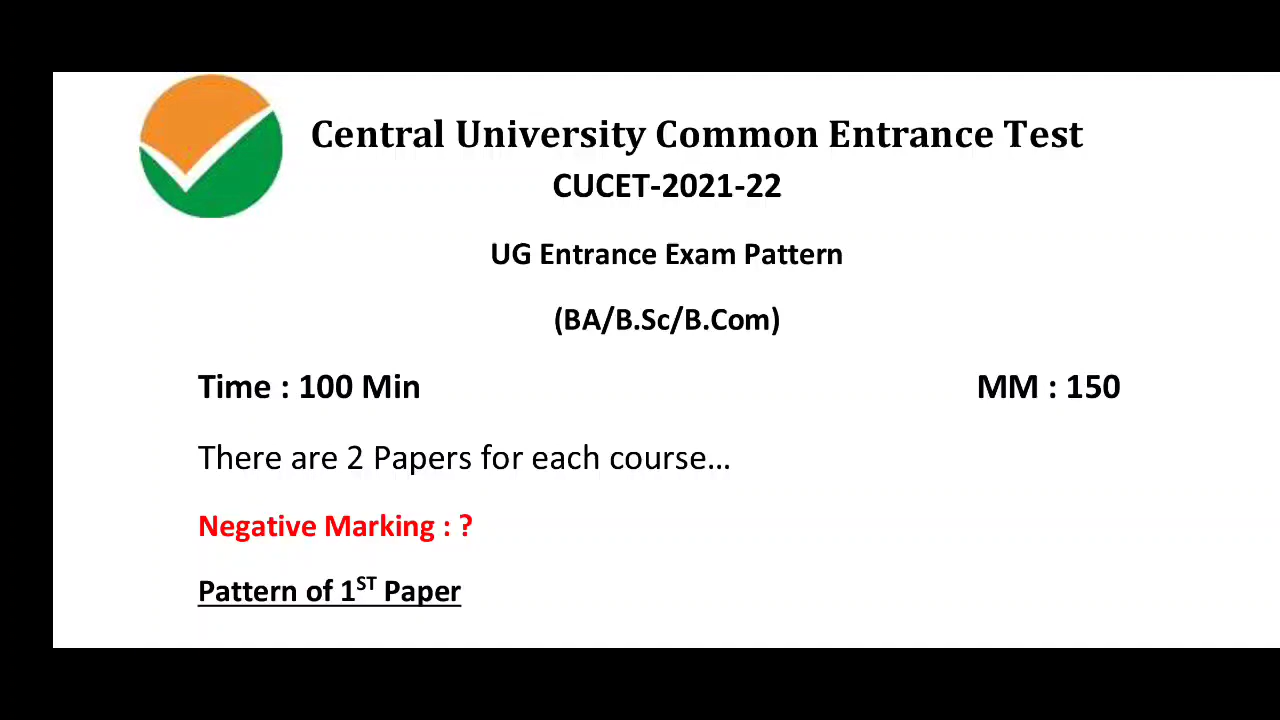 Central University Common Entrance Test
CUCET-2021-22
UG Entrance Exam Pattern
(BA/B.Sc/B.Com)
Time : 100 Min MM : 150
There are 2 Papers for each course...
Negative Marking : ?
Pattern of 1ST Paper